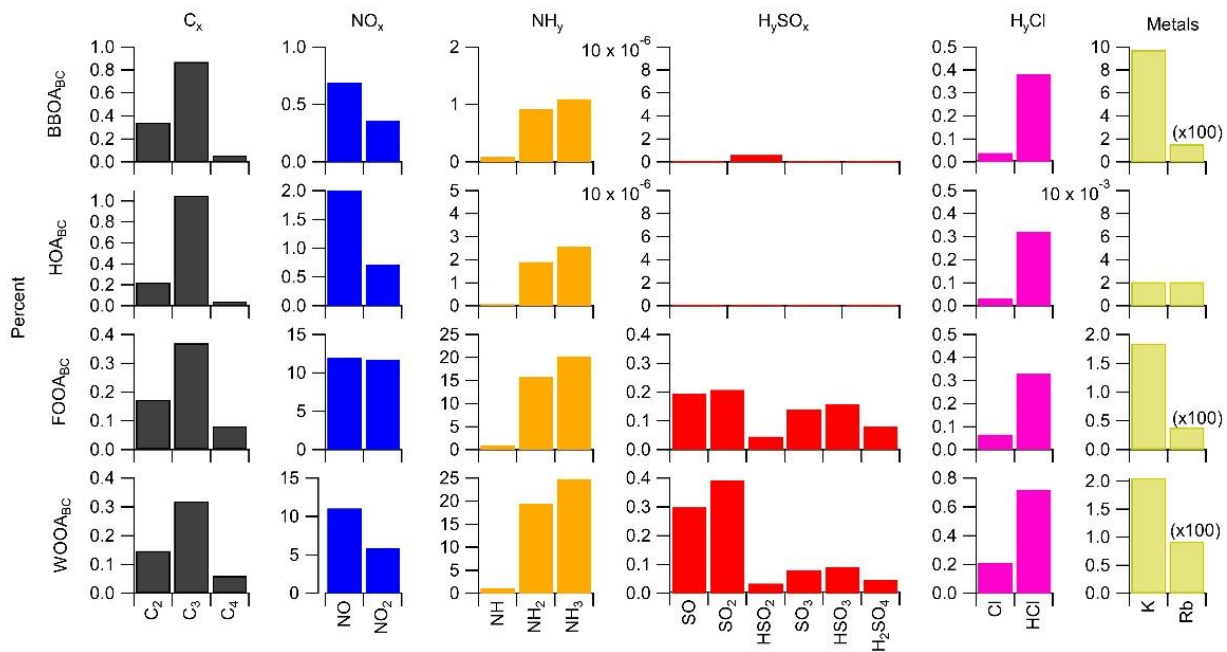 Cₓ NOₓ NHᵧ HᵧSOₓ HᵧCl Metals
Percent
BBOA_BC
1.0 0.8 0.6 0.4 0.2 0.0
1.0 0.5 0.0
2 1 0
10 x 10⁻⁶ 8 6 4 2 0
0.5 0.4 0.3 0.2 0.1 0.0
10 8 6 4 2 0
(x100)
HOA_BC
1.0 0.8 0.6 0.4 0.2 0.0
2.0 1.5 1.0 0.5 0.0
5 4 3 2 1 0
10 x 10⁻⁶ 8 6 4 2 0
0.5 0.4 0.3 0.2 0.1 0.0
10 x 10⁻³ 8 6 4 2 0
FOOA_BC
0.4 0.3 0.2 0.1 0.0
15 10 5 0
25 20 15 10 5 0
0.4 0.3 0.2 0.1 0.0
0.5 0.4 0.3 0.2 0.1 0.0
2.0 1.5 1.0 0.5 0.0
(x100)
WOOA_BC
0.4 0.3 0.2 0.1 0.0
15 10 5 0
25 20 15 10 5 0
0.4 0.3 0.2 0.1 0.0
0.8 0.6 0.4 0.2 0.0
2.0 1.5 1.0 0.5 0.0
(x100)
C₂ C₃ C₄ NO NO₂ NH NH₂ NH₃ SO SO₂ HSO₂ SO₃ HSO₃ H₂SO₄ Cl HCl K Rb